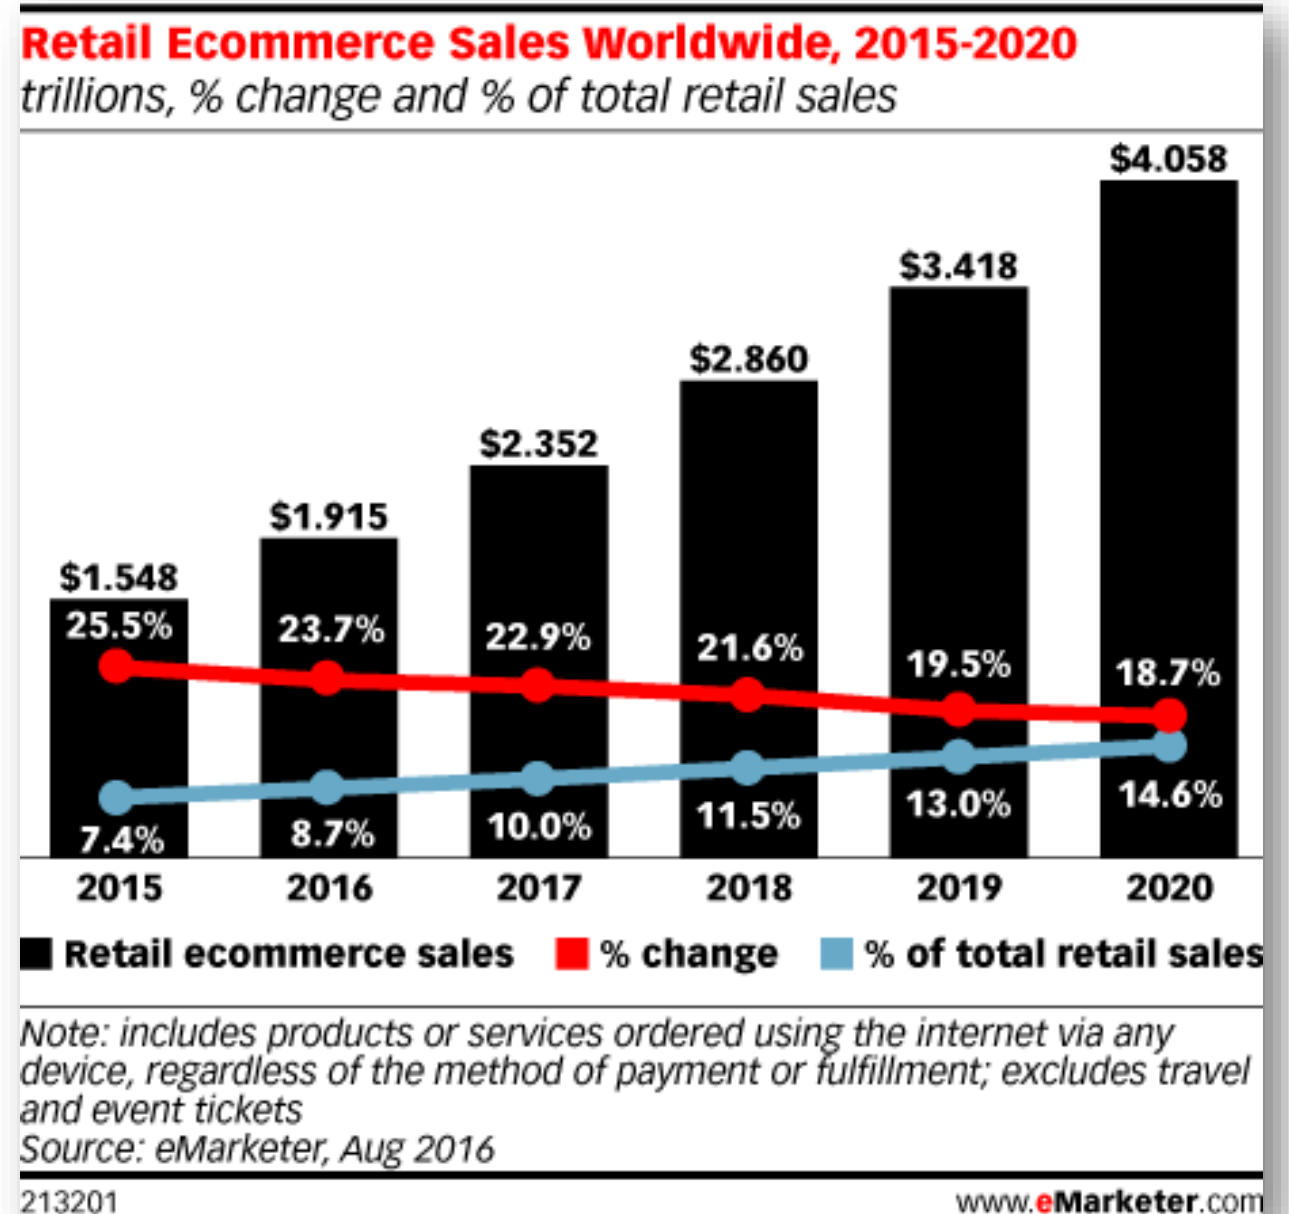 Retail Ecommerce Sales Worldwide, 2015-2020
trillions, % change and % of total retail sales
$4.058
$3.418
$2.860
$2.352
$1.915
$1.548
25.5% 23.7% 22.9% 21.6% 19.5% 18.7%
7.4% 8.7% 10.0% 11.5% 13.0% 14.6%
2015 2016 2017 2018 2019 2020
Retail ecommerce sales % change % of total retail sales
Note: includes products or services ordered using the internet via any
device, regardless of the method of payment or fulfillment; excludes travel
and event tickets
Source: eMarketer, Aug 2016
213201 www.eMarketer.com